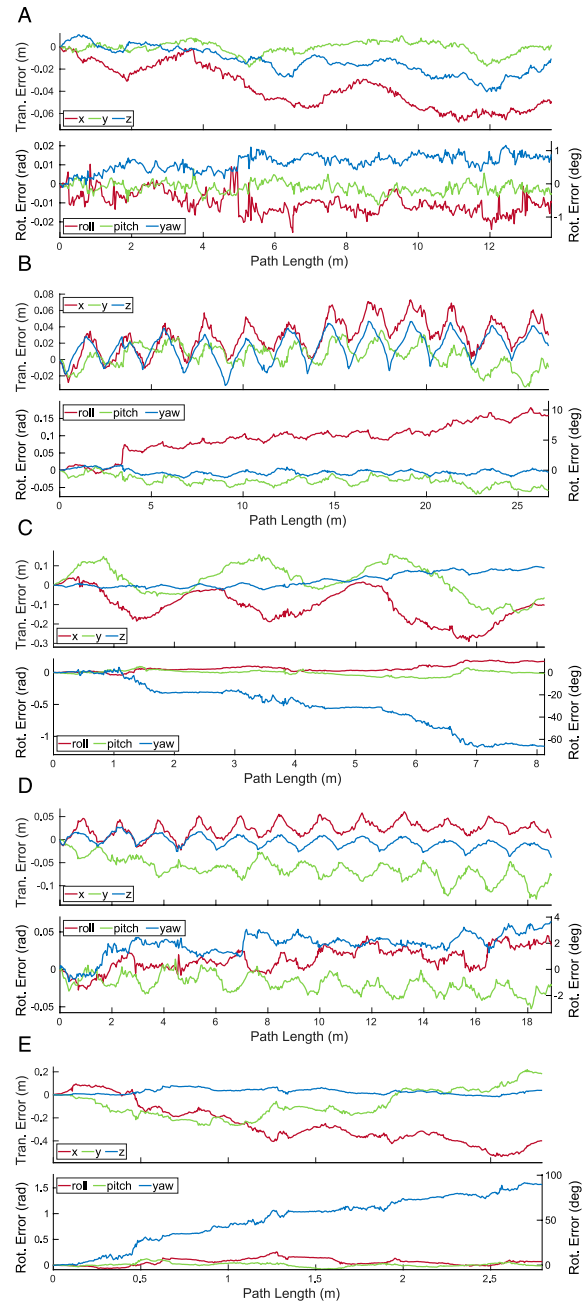 A
Tran. Error (m)
0
-0.02
-0.04
-0.06
x y z
Rot. Error (rad)
0.02
0.01
0
-0.01
-0.02
1
0
-1
Rot. Error (deg)
roll pitch yaw
0 2 4 6 8 10 12
Path Length (m)
B
Tran. Error (m)
0.08
0.06
0.04
0.02
0
-0.02
x y z
Rot. Error (rad)
0.15
0.1
0.05
0
-0.05
10
5
0
Rot. Error (deg)
roll pitch yaw
5 10 15 20 25
Path Length (m)
C
Tran. Error (m)
0.1
0
-0.1
-0.2
-0.3
x y z
Rot. Error (rad)
0
-0.5
-1
0
-20
-40
-60
Rot. Error (deg)
roll pitch yaw
0 1 2 3 4 5 6 7 8
Path Length (m)
D
Tran. Error (m)
0.05
0
-0.05
-0.1
x y z
Rot. Error (rad)
0.05
0
-0.05
4
2
0
-2
Rot. Error (deg)
roll pitch yaw
0 2 4 6 8 10 12 14 16 18
Path Length (m)
E
Tran. Error (m)
0.2
0
-0.2
-0.4
x y z
Rot. Error (rad)
1.5
1
0.5
0
100
50
0
Rot. Error (deg)
roll pitch yaw
0 0.5 1 1.5 2 2.5
Path Length (m)